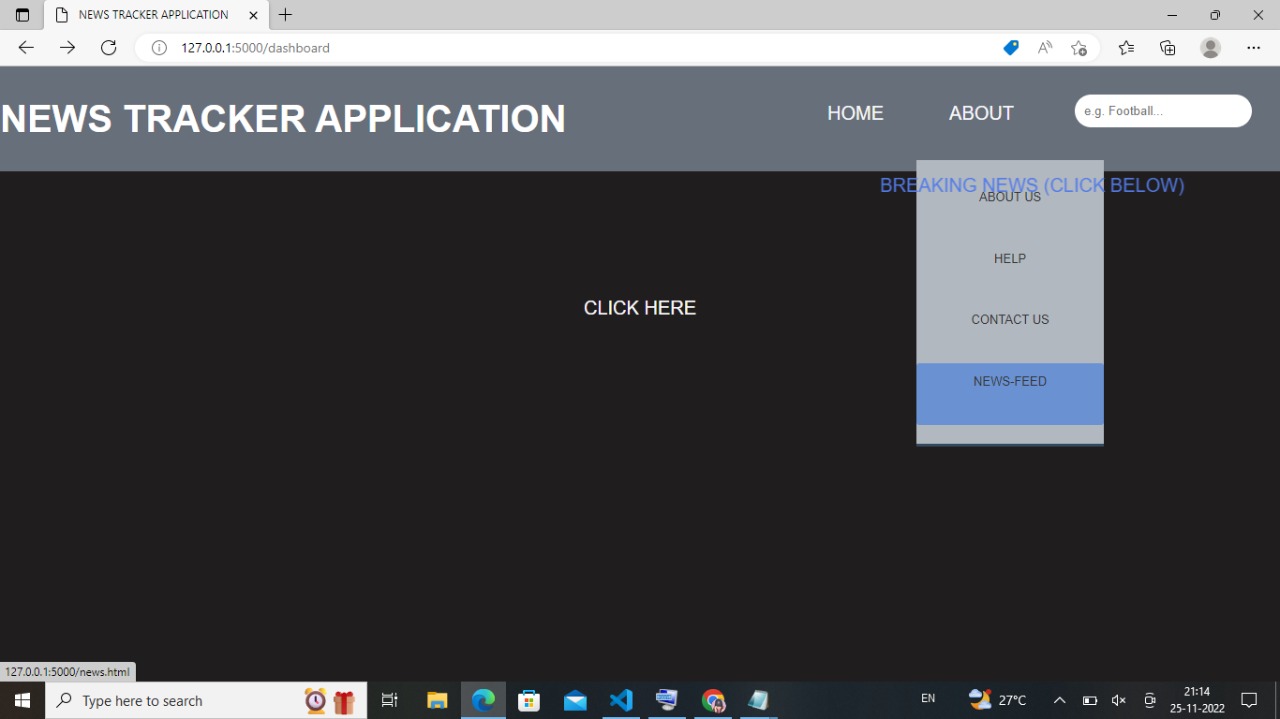 NEWS TRACKER APPLICATION
127.0.0.1:5000/dashboard
NEWS TRACKER APPLICATION
HOME
ABOUT
e.g. Football...
BREAKING NEWS (CLICK BELOW)
ABOUT US
HELP
CLICK HERE
CONTACT US
NEWS-FEED
127.0.0.1:5000/news.html
Type here to search
EN
27°C
21:14
25-11-2022